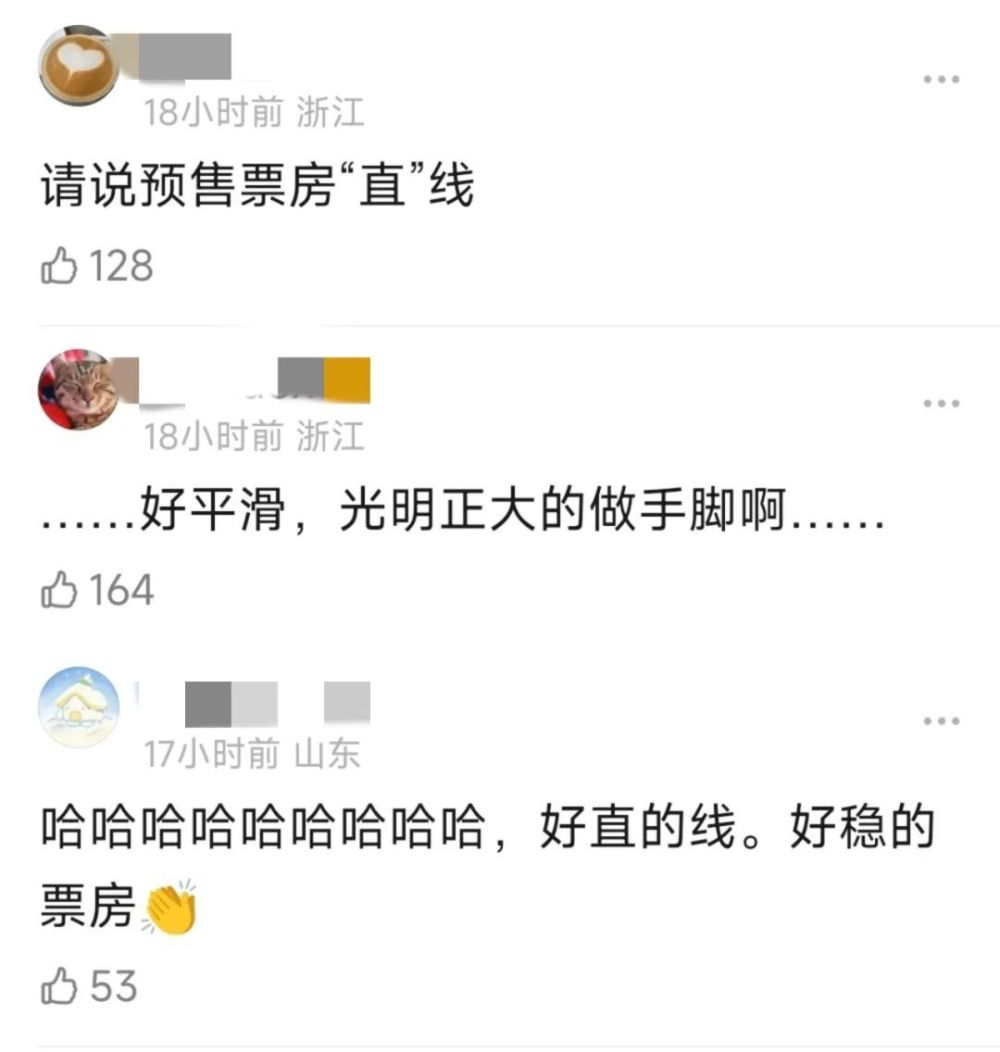 18小时前 浙江
请说预售票房“直”线
128
18小时前 浙江
......好平滑，光明正大的做手脚啊......
164
17小时前 山东
哈哈哈哈哈哈哈哈哈，好直的线。好稳的
票房👏
53